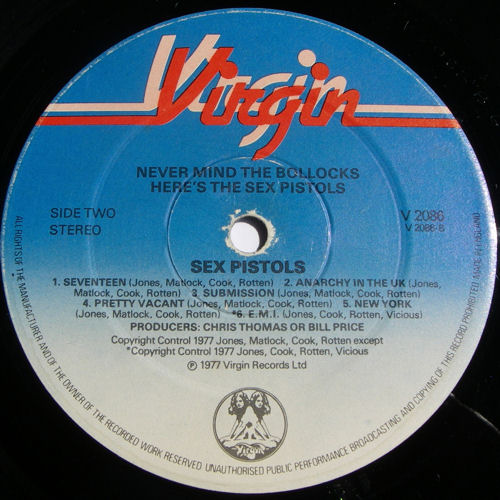 Virgin
NEVER MIND THE BOLLOCKS
HERE'S THE SEX PISTOLS
SIDE TWO
STEREO
V 2086
V 2086-B
SEX PISTOLS
1. SEVENTEEN (Jones, Matlock, Cook, Rotten) 2. ANARCHY IN THE UK (Jones,
Matlock, Cook, Rotten) 3. SUBMISSION (Jones, Matlock, Cook, Rotten)
4. PRETTY VACANT (Jones, Matlock, Cook, Rotten) 5. NEW YORK
(Jones, Matlock, Cook, Rotten) *6. E.M.I. (Jones, Cook, Rotten, Vicious)
PRODUCERS: CHRIS THOMAS OR BILL PRICE
Copyright Control 1977 Jones, Matlock, Cook, Rotten except
*Copyright Control 1977 Jones, Cook, Rotten, Vicious
℗ 1977 Virgin Records Ltd
Virgin
ALL RIGHTS OF THE MANUFACTURER AND OF THE OWNER OF THE RECORDED WORK RESERVED. UNAUTHORISED PUBLIC PERFORMANCE BROADCASTING AND COPYING OF THIS RECORD PROHIBITED. MADE IN ENGLAND